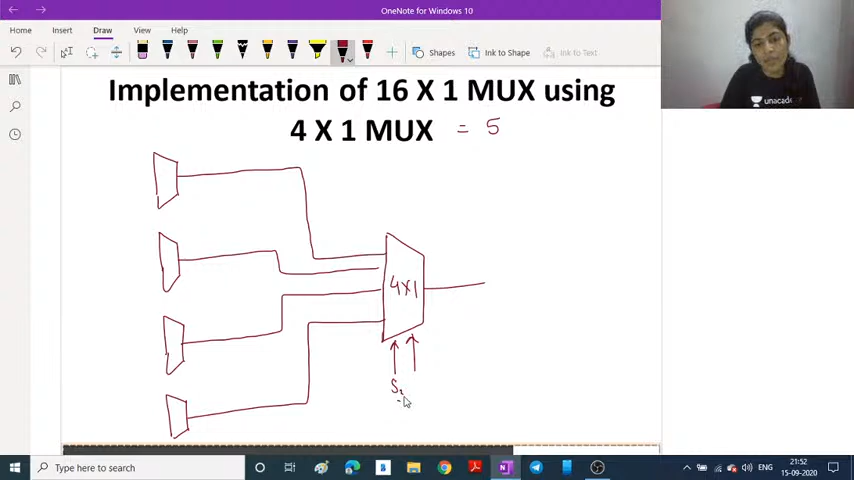 OneNote for Windows 10
Home Insert Draw View Help
Shapes Ink to Shape Ink to Text
unacademy
Implementation of 16 X 1 MUX using
4 X 1 MUX = 5
4X1
Type here to search
ENG
21:52
15-09-2020